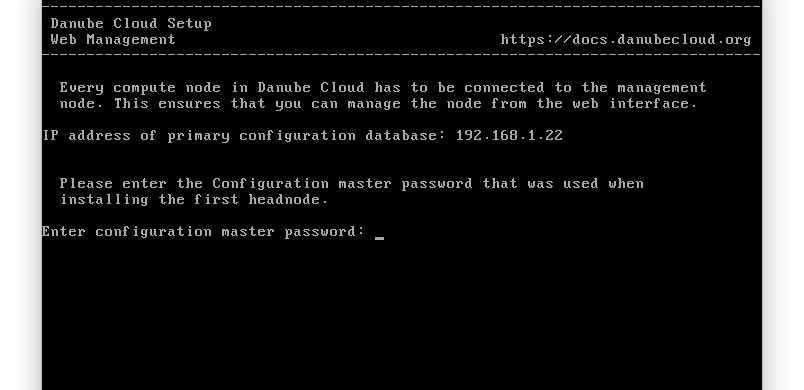 Danube Cloud Setup
Web Management https://docs.danubecloud.org
Every compute node in Danube Cloud has to be connected to the management
node. This ensures that you can manage the node from the web interface.
IP address of primary configuration database: 192.168.1.22
Please enter the Configuration master password that was used when
installing the first headnode.
Enter configuration master password: _